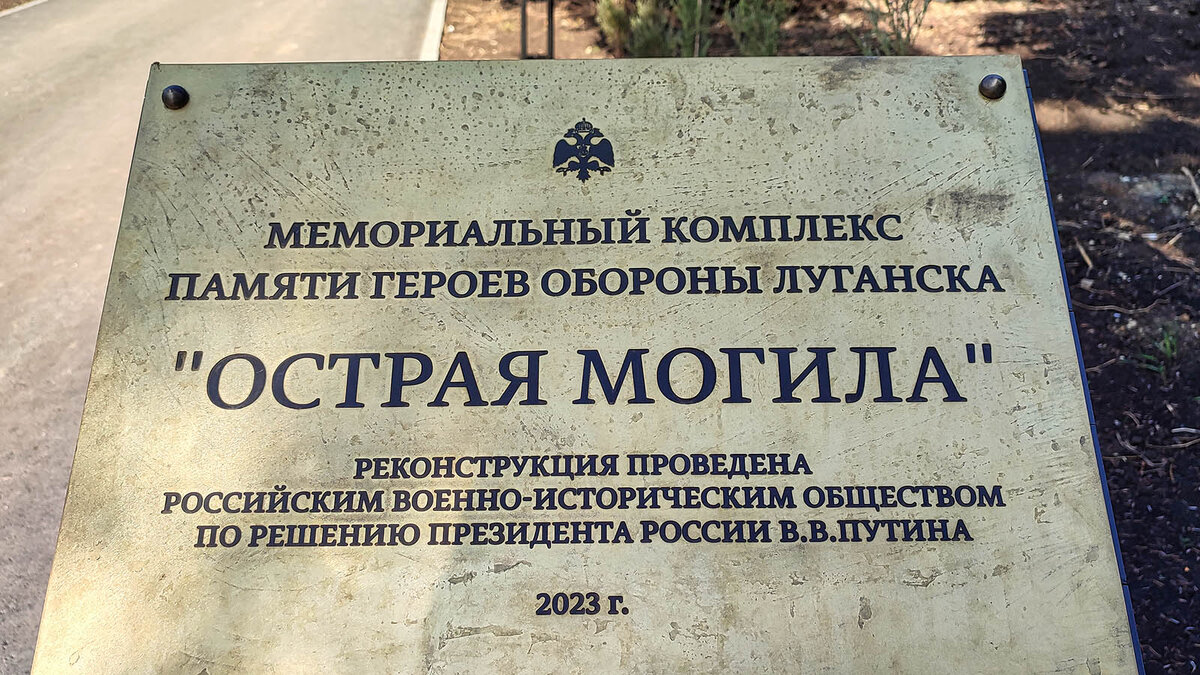 МЕМОРИАЛЬНЫЙ КОМПЛЕКС
ПАМЯТИ ГЕРОЕВ ОБОРОНЫ ЛУГАНСКА
"ОСТРАЯ МОГИЛА"
РЕКОНСТРУКЦИЯ ПРОВЕДЕНА
РОССИЙСКИМ ВОЕННО-ИСТОРИЧЕСКИМ ОБЩЕСТВОМ
ПО РЕШЕНИЮ ПРЕЗИДЕНТА РОССИИ В.В.ПУТИНА
2023 г.